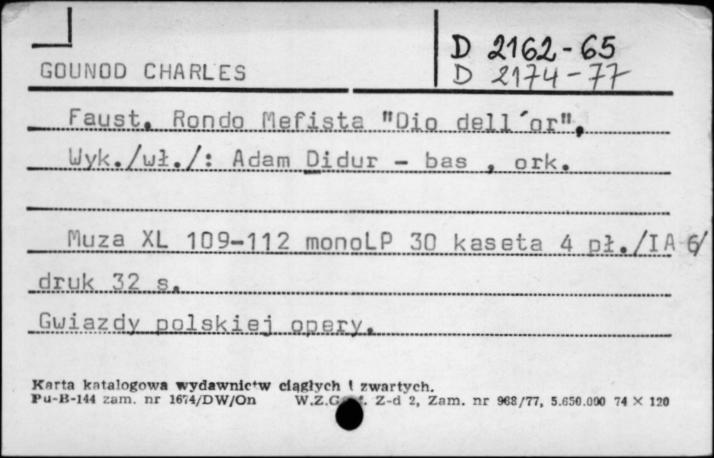 D 2162-65
GOUNOD CHARLES
D 2174-77
Faust. Rondo Mefista "Dio dell´or",
Wyk./wł./: Adam Didur - bas , ork.
Muza XL 109-112 monoLP 30 kaseta 4 pł./IA 6/
druk 32 s.
Gwiazdy polskiej opery.
Karta katalogowa wydawnictw ciągłych i zwartych.
Pu-B-144 zam. nr 1674/DW/On W.Z.G Z-d 2, Zam. nr 968/77, 5.650.000 74 × 120